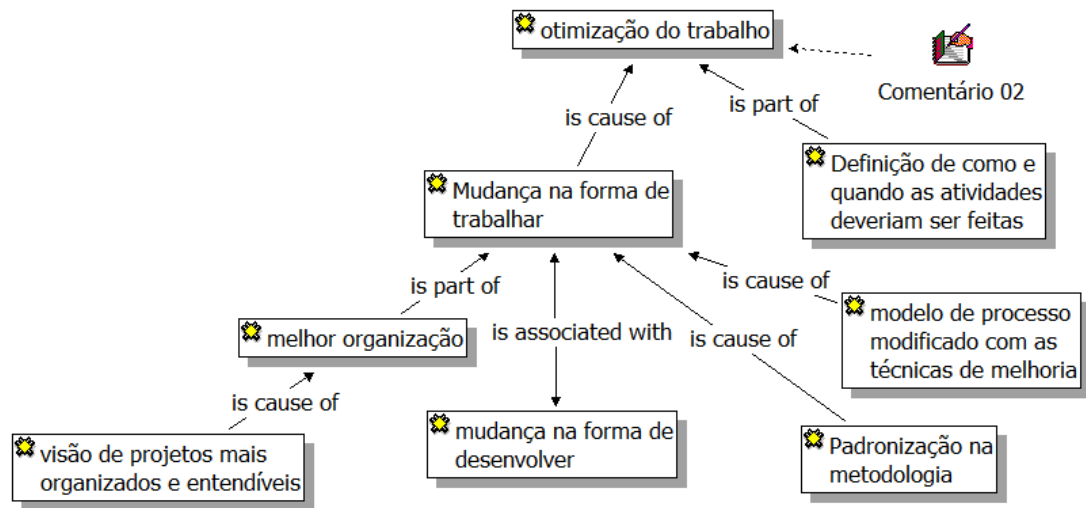 otimização do trabalho
Comentário 02
is cause of
is part of
Mudança na forma de
trabalhar
Definição de como e
quando as atividades
deveriam ser feitas
is part of
is cause of
melhor organização
is associated with
is cause of
modelo de processo
modificado com as
técnicas de melhoria
is cause of
visão de projetos mais
organizados e entendíveis
mudança na forma de
desenvolver
Padronização na
metodologia